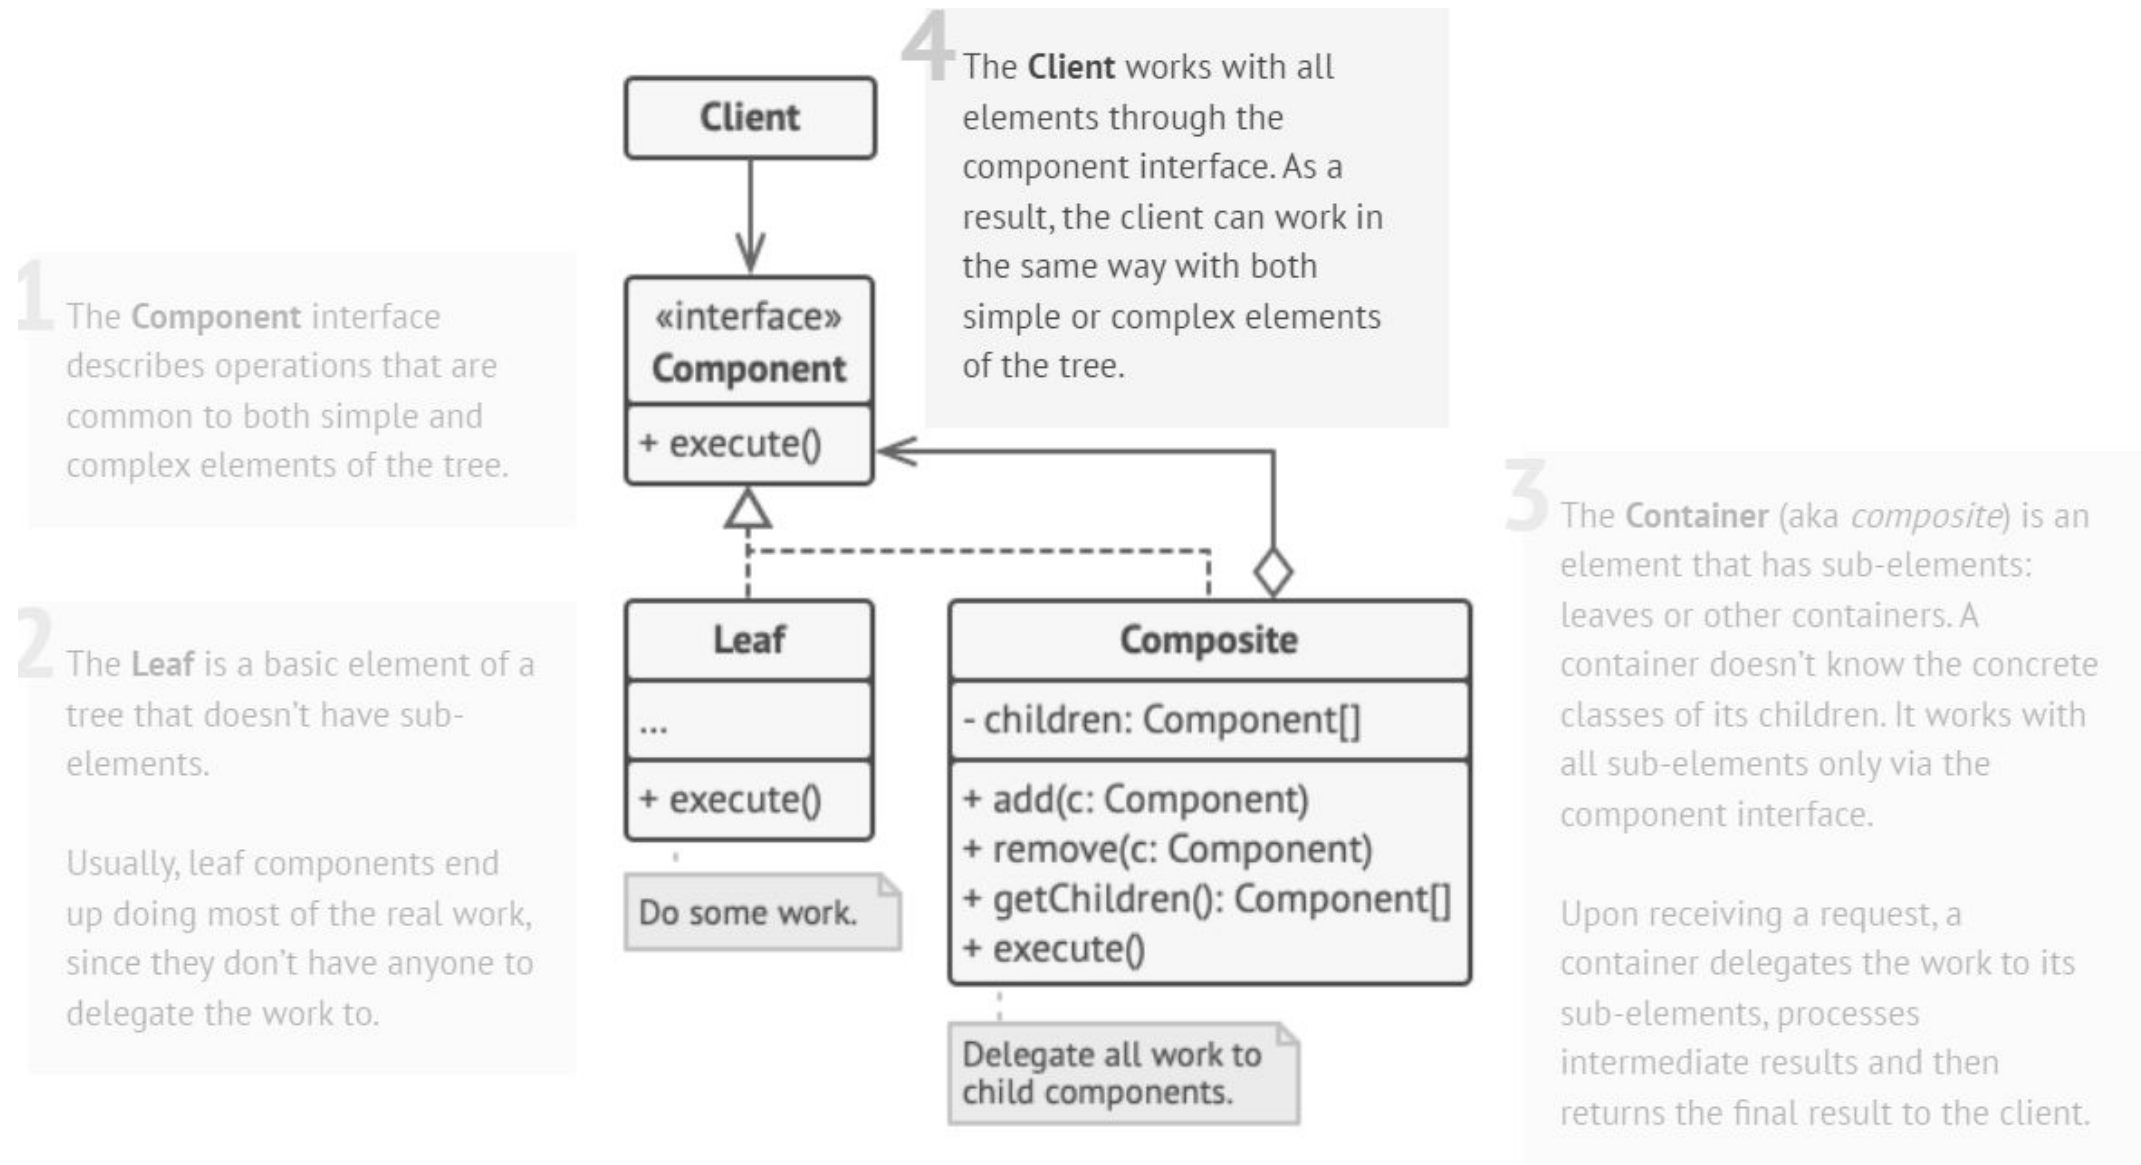 4
The Client works with all
elements through the
component interface. As a
result, the client can work in
the same way with both
simple or complex elements
of the tree.
Client
1
The Component interface
describes operations that are
common to both simple and
complex elements of the tree.
«interface»
Component
+ execute()
2
The Leaf is a basic element of a
tree that doesn't have sub-
elements.
Usually, leaf components end
up doing most of the real work,
since they don't have anyone to
delegate the work to.
Leaf
...
+ execute()
Do some work.
Composite
- children: Component[]
+ add(c: Component)
+ remove(c: Component)
+ getChildren(): Component[]
+ execute()
Delegate all work to
child components.
3
The Container (aka composite) is an
element that has sub-elements:
leaves or other containers. A
container doesn't know the concrete
classes of its children. It works with
all sub-elements only via the
component interface.
Upon receiving a request, a
container delegates the work to its
sub-elements, processes
intermediate results and then
returns the final result to the client.